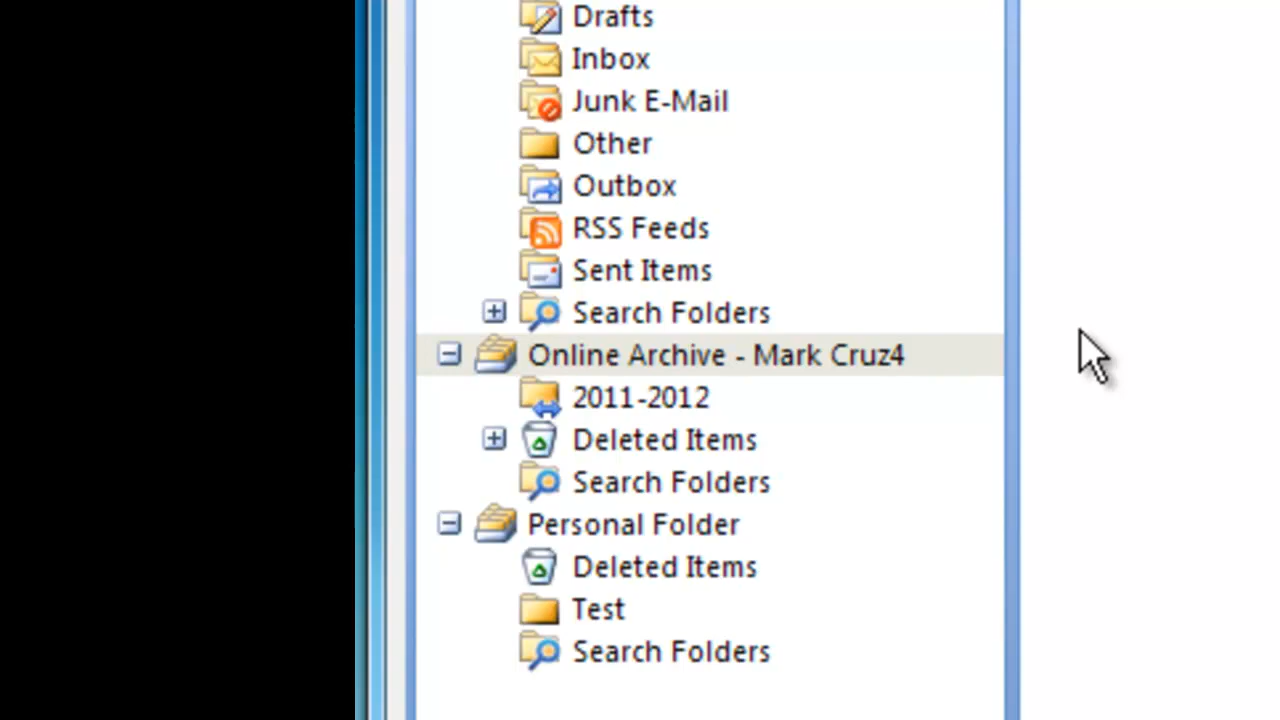 Drafts
Inbox
Junk E-Mail
Other
Outbox
RSS Feeds
Sent Items
Search Folders
Online Archive - Mark Cruz4
2011-2012
Deleted Items
Search Folders
Personal Folder
Deleted Items
Test
Search Folders